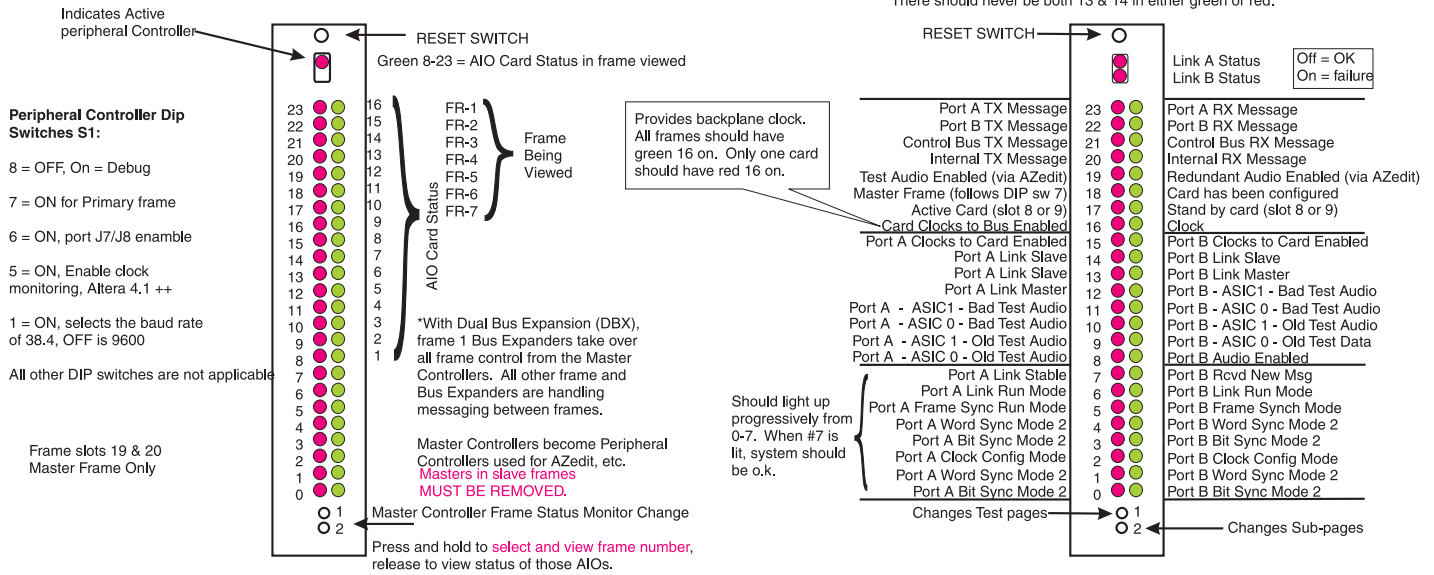 There should never be both 13 & 14 in either green or red.
Indicates Active
peripheral Controller
RESET SWITCH
Green 8-23 = AIO Card Status in frame viewed
Peripheral Controller Dip
Switches S1:
8 = OFF, On = Debug
7 = ON for Primary frame
6 = ON, port J7/J8 enamble
5 = ON, Enable clock
monitoring, Altera 4.1 ++
1 = ON, selects the baud rate
of 38.4, OFF is 9600
All other DIP switches are not applicable
Frame slots 19 & 20
Master Frame Only
23
22
21
20
19
18
17
16
15
14
13
12
11
10
9
8
7
6
5
4
3
2
1
0
16
15
14
13
12
11
10
9
8
7
6
5
4
3
2
1
AIO Card Status
FR-1
FR-2
FR-3
FR-4
FR-5
FR-6
FR-7
Frame
Being
Viewed
*With Dual Bus Expansion (DBX),
frame 1 Bus Expanders take over
all frame control from the Master
Controllers. All other frame and
Bus Expanders are handling
messaging between frames.
Master Controllers become Peripheral
Controllers used for AZedit, etc.
Masters in slave frames
MUST BE REMOVED.
1
2
Master Controller Frame Status Monitor Change
Press and hold to select and view frame number,
release to view status of those AIOs.
RESET SWITCH
Link A Status
Link B Status
Off = OK
On = failure
Provides backplane clock.
All frames should have
green 16 on. Only one card
should have red 16 on.
Port A TX Message 23 Port A RX Message
Port B TX Message 22 Port B RX Message
Control Bus TX Message 21 Control Bus RX Message
Internal TX Message 20 Internal RX Message
Test Audio Enabled (via AZedit) 19 Redundant Audio Enabled (via AZedit)
Master Frame (follows DIP sw 7) 18 Card has been configured
Active Card (slot 8 or 9) 17 Stand by card (slot 8 or 9)
Card Clocks to Bus Enabled 16 Clock
Port A Clocks to Card Enabled 15 Port B Clocks to Card Enabled
Port A Link Slave 14 Port B Link Slave
Port A Link Slave 13 Port B Link Master
Port A Link Master 12 Port B - ASIC1 - Bad Test Audio
Port A - ASIC1 - Bad Test Audio 11 Port B - ASIC 0 - Bad Test Audio
Port A - ASIC 0 - Bad Test Audio 10 Port B - ASIC 1 - Old Test Audio
Port A - ASIC 1 - Old Test Audio 9 Port B - ASIC 0 - Old Test Data
Port A - ASIC 0 - Old Test Audio 8 Port B Audio Enabled
Port A Link Stable 7 Port B Rcvd New Msg
Port A Link Run Mode 6 Port B Link Run Mode
Port A Frame Sync Run Mode 5 Port B Frame Synch Mode
Port A Word Sync Mode 2 4 Port B Word Sync Mode 2
Port A Bit Sync Mode 2 3 Port B Bit Sync Mode 2
Port A Clock Config Mode 2 Port B Clock Config Mode
Port A Word Sync Mode 2 1 Port B Word Sync Mode 2
Port A Bit Sync Mode 2 0 Port B Bit Sync Mode 2
Should light up
progressively from
0-7. When #7 is
lit, system should
be o.k.
Changes Test pages 1
2 Changes Sub-pages